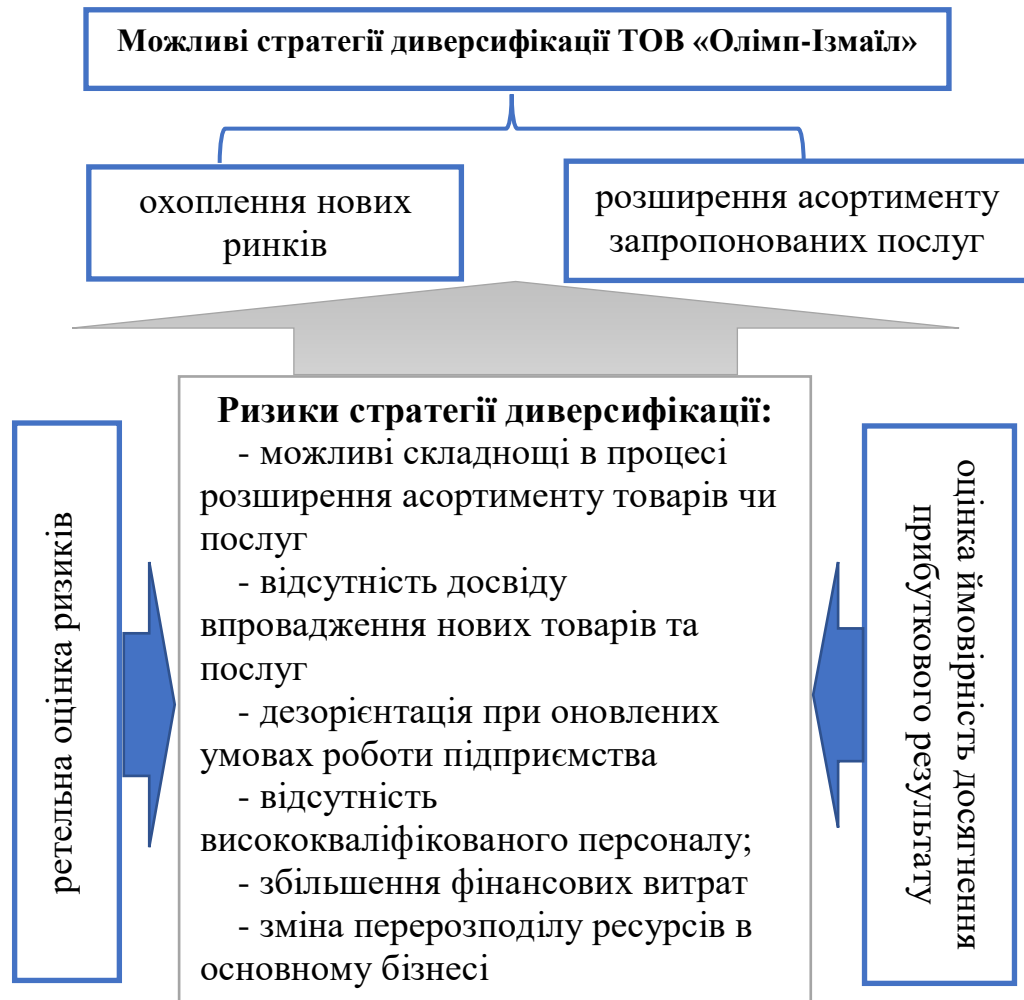 Можливі стратегії диверсифікації ТОВ «Олімп-Ізмаїл»
охоплення нових
ринків
розширення асортименту
запропонованих послуг
ретельна оцінка ризиків
Ризики стратегії диверсифікації:
- можливі складнощі в процесі
розширення асортименту товарів чи
послуг
- відсутність досвіду
впровадження нових товарів та
послуг
- дезорієнтація при оновлених
умовах роботи підприємства
- відсутність
висококваліфікованого персоналу;
- збільшення фінансових витрат
- зміна перерозподілу ресурсів в
основному бізнесі
оцінка ймовірність досягнення
прибуткового результату